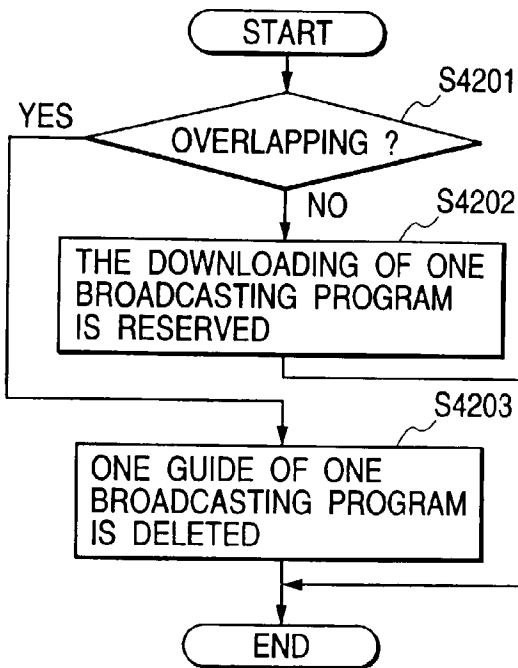 START
S4201
YES
OVERLAPPING ?
NO
S4202
THE DOWNLOADING OF ONE
BROADCASTING PROGRAM
IS RESERVED
S4203
ONE GUIDE OF ONE
BROADCASTING PROGRAM
IS DELETED
END